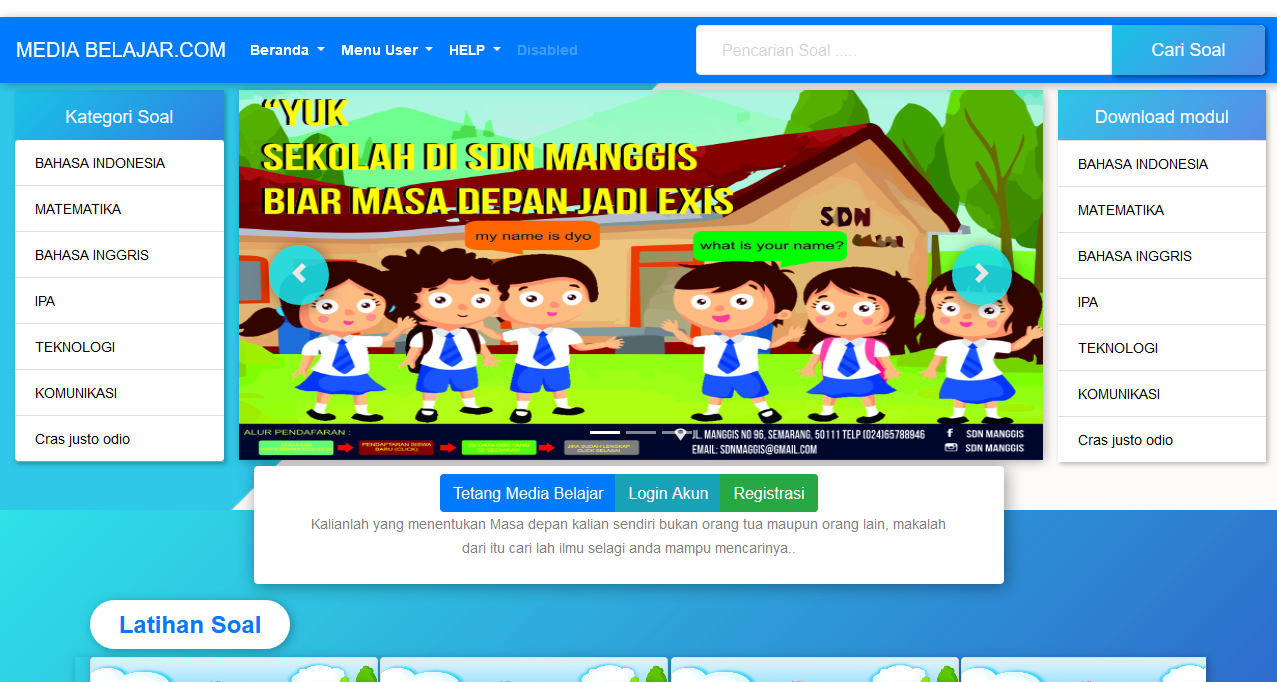 MEDIA BELAJAR.COM
Beranda
Menu User
HELP
Disabled
Pencarian Soal .....
Cari Soal
Kategori Soal
BAHASA INDONESIA
MATEMATIKA
BAHASA INGGRIS
IPA
TEKNOLOGI
KOMUNIKASI
Cras justo odio
“YUK
SEKOLAH DI SDN MANGGIS
BIAR MASA DEPAN JADI EXIS
SDN
my name is dyo
what is your name?
ALUR PENDAFARAN :
PENDAFTARAN SISWA
BARU (CLICK)
JIKA SUDAH LENGKAP
CLICK SELESAI
JL. MANGGIS NO 96, SEMARANG, 50111 TELP (024)65788946
EMAIL: SDNMAGGIS@GMAIL.COM
SDN MANGGIS
SDN MANGGIS
Download modul
BAHASA INDONESIA
MATEMATIKA
BAHASA INGGRIS
IPA
TEKNOLOGI
KOMUNIKASI
Cras justo odio
Tetang Media Belajar
Login Akun
Registrasi
Kalianlah yang menentukan Masa depan kalian sendiri bukan orang tua maupun orang lain, makalah
dari itu cari lah ilmu selagi anda mampu mencarinya..
Latihan Soal